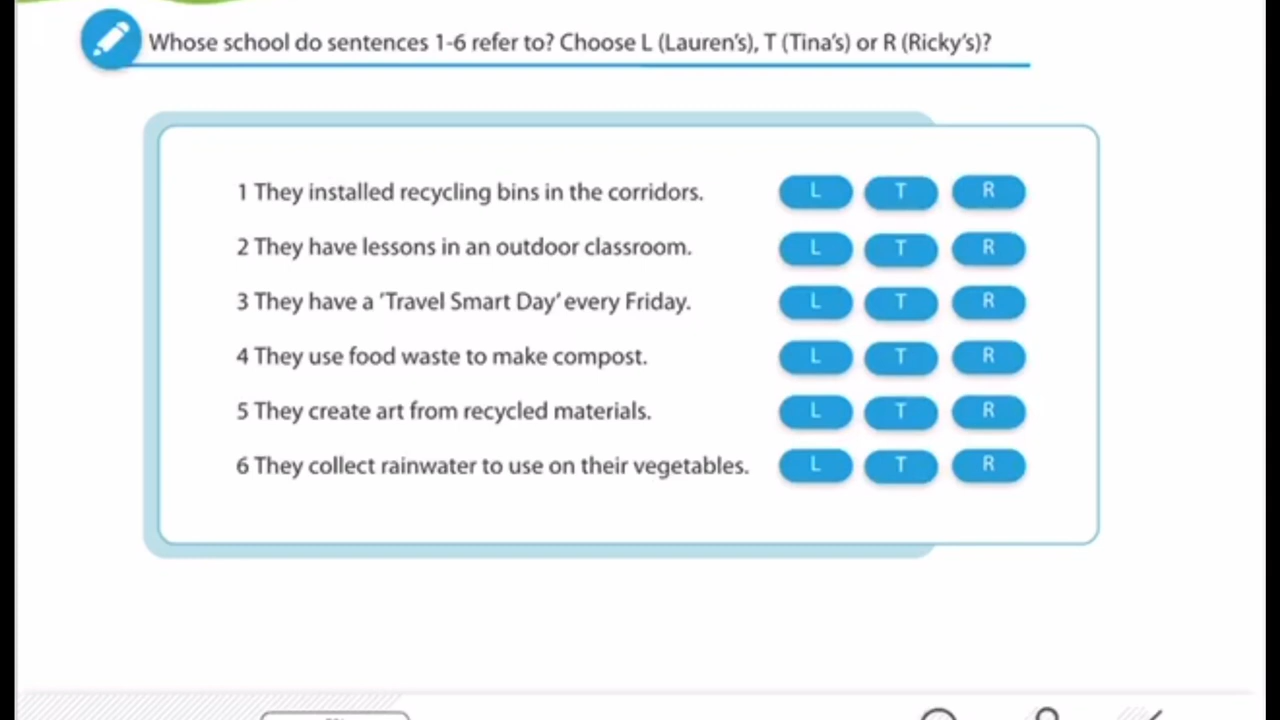 Whose school do sentences 1-6 refer to? Choose L (Lauren's), T (Tina's) or R (Ricky's)?
1 They installed recycling bins in the corridors. L T R
2 They have lessons in an outdoor classroom. L T R
3 They have a ‘Travel Smart Day’ every Friday. L T R
4 They use food waste to make compost. L T R
5 They create art from recycled materials. L T R
6 They collect rainwater to use on their vegetables. L T R